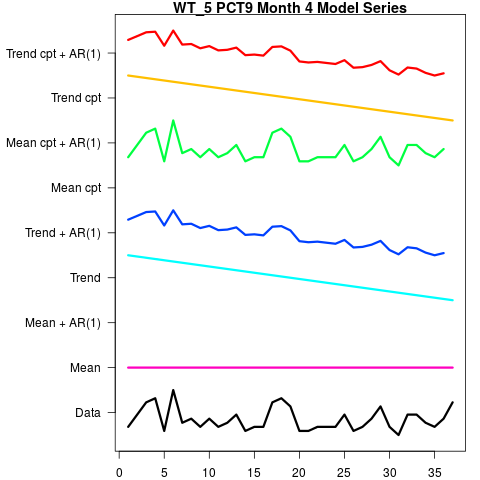 WT_5 PCT9 Month 4 Model Series
Trend cpt + AR(1)
Trend cpt
Mean cpt + AR(1)
Mean cpt
Trend + AR(1)
Trend
Mean + AR(1)
Mean
Data
0 5 10 15 20 25 30 35